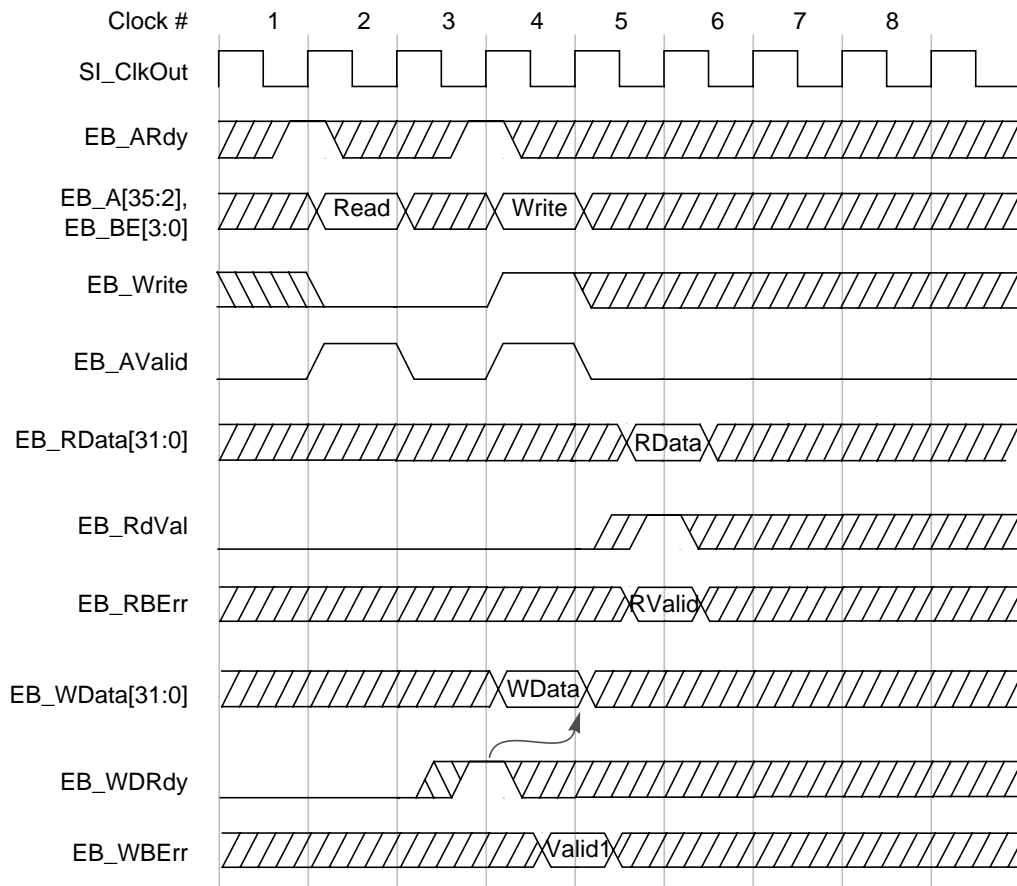 Clock # 1 2 3 4 5 6 7 8
SI_ClkOut
EB_ARdy
EB_A[35:2],
EB_BE[3:0]
Read Write
EB_Write
EB_AValid
EB_RData[31:0] RData
EB_RdVal
EB_RBErr RValid
EB_WData[31:0] WData
EB_WDRdy
EB_WBErr Valid1